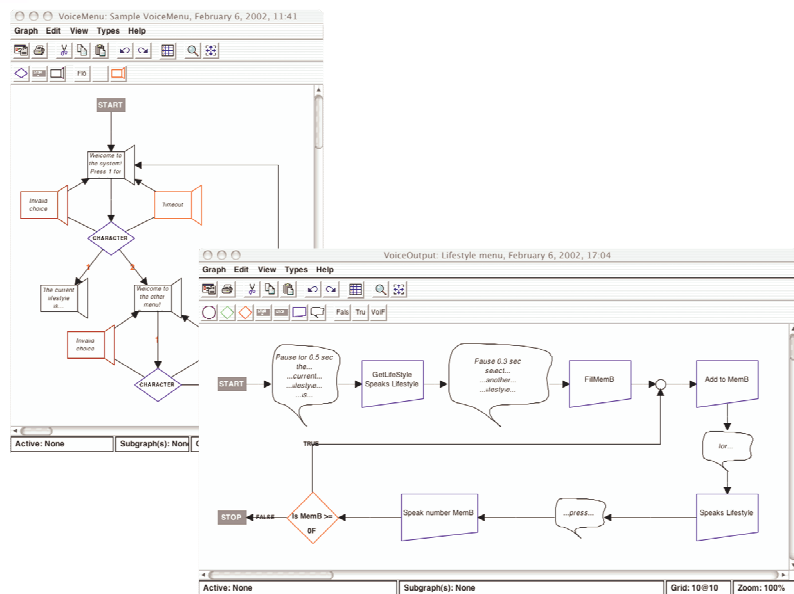 VoiceMenu: Sample VoiceMenu, February 6, 2002, 11:41
Graph Edit View Types Help
START
Welcome to
the system!
Press 1 for
Invalid
choice
Timeout
CHARACTER
1
2
The current
lifestyle
is...
Welcome to
the other
menu!
Invalid
choice
1
CHARACTER
Active: None
Subgraph(s): None
VoiceOutput: Lifestyle menu, February 6, 2002, 17:04
Graph Edit View Types Help
Fals Tru VoIF
START
Pause for 0.5 sec
the...
...current...
...lifestyle...
...is...
GetLifeStyle
Speaks Lifestyle
Pause 0.3 sec
select...
...another...
...lifestyle...
FillMemB
Add to MemB
for...
Speaks Lifestyle
...press...
Speak number MemB
Is MemB >=
0F
TRUE
FALSE
STOP
Active: None
Subgraph(s): None
Grid: 10@10
Zoom: 100%